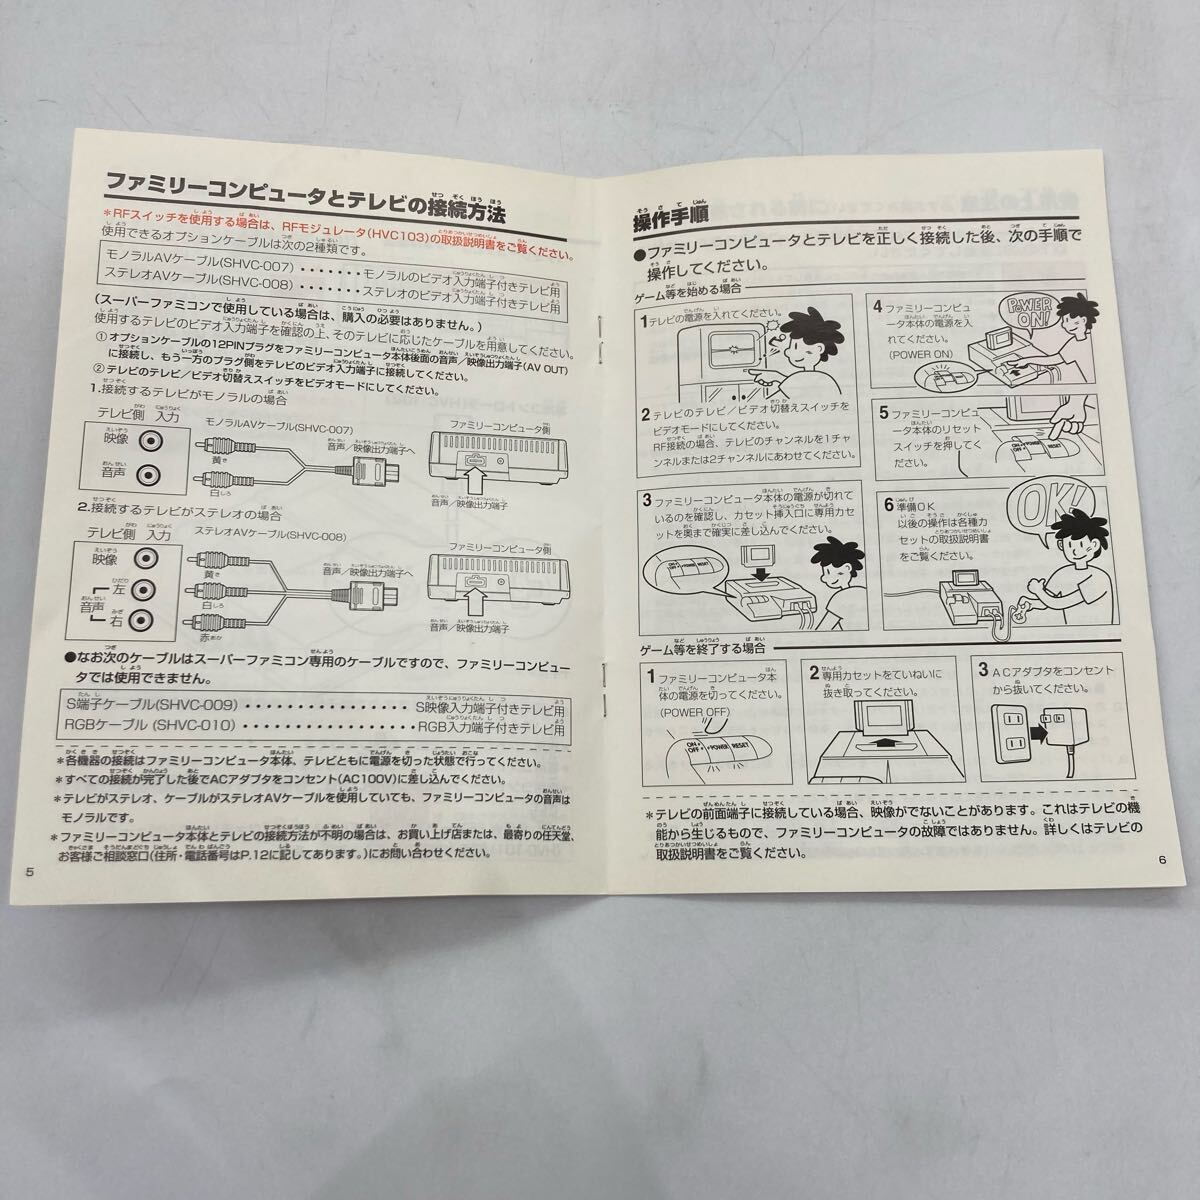 ファミリーコンピュータとテレビの接続方法
＊RFスイッチを使用する場合は、RFモジュレータ(HVC103)の取扱説明書をご覧ください。
使用できるオプションケーブルは次の2種類です。
モノラルAVケーブル(SHVC-007)・・・・・・・モノラルのビデオ入力端子付きテレビ用
ステレオAVケーブル(SHVC-008)・・・・・・・ステレオのビデオ入力端子付きテレビ用
(スーパーファミコンで使用している場合は、購入の必要はありません。)
使用するテレビのビデオ入力端子を確認の上、そのテレビに応じたケーブルを用意してください。
①オプションケーブルの12PINプラグをファミリーコンピュータ本体後面の音声／映像出力端子(AV OUT)
に接続し、もう一方のプラグ側をテレビのビデオ入力端子に接続してください。
②テレビのテレビ／ビデオ切替えスイッチをビデオモードにしてください。
1.接続するテレビがモノラルの場合
テレビ側 入力
モノラルAVケーブル(SHVC-007)
ファミリーコンピュータ側
映像
音声
黄き
白しろ
音声／映像出力端子へ
音声／映像出力端子
2.接続するテレビがステレオの場合
テレビ側 入力
ステレオAVケーブル(SHVC-008)
ファミリーコンピュータ側
映像
音声
左
右
黄き
白しろ
赤あか
音声／映像出力端子へ
音声／映像出力端子
●なお次のケーブルはスーパーファミコン専用のケーブルですので、ファミリーコンピュー
タでは使用できません。
S端子ケーブル(SHVC-009)・・・・・・・・・・・・・・・・・S映像入力端子付きテレビ用
RGBケーブル(SHVC-010)・・・・・・・・・・・・・・・・・・RGB入力端子付きテレビ用
＊各機器の接続はファミリーコンピュータ本体、テレビともに電源を切った状態で行ってください。
＊すべての接続が完了した後でACアダプタをコンセント(AC100V)に差し込んでください。
＊テレビがステレオ、ケーブルがステレオAVケーブルを使用していても、ファミリーコンピュータの音声は
モノラルです。
＊ファミリーコンピュータ本体とテレビの接続方法が不明の場合は、お買い上げ店または、最寄りの任天堂、
お客様ご相談窓口(住所・電話番号はP.12に記してあります。)にお問い合わせください。
5
操作手順
●ファミリーコンピュータとテレビを正しく接続した後、次の手順で
操作してください。
ゲーム等を始める場合
1テレビの電源を入れてください。
2テレビのテレビ／ビデオ切替えスイッチを
ビデオモードにしてください。
RF接続の場合、テレビのチャンネルを1チャ
ンネルまたは2チャンネルにあわせてください。
3ファミリーコンピュータ本体の電源が切れて
いるのを確認し、カセット挿入口に専用カセ
ットを奥まで確実に差し込んでください。
ON
OFF
POWER
RESET
4ファミリーコンピュ
ータ本体の電源を入
れてください。
(POWER ON)
POWER
ON!
5ファミリーコンピュ
ータ本体のリセット
スイッチを押してく
ださい。
ON
OFF
POWER
RESET
6準備OK
以後の操作は各種カ
セットの取扱説明書
をご覧ください。
OK!
ゲーム等を終了する場合
1ファミリーコンピュータ本
体の電源を切ってください。
(POWER OFF)
ON
OFF
POWER
RESET
2専用カセットをていねいに
抜き取ってください。
3ACアダプタをコンセント
から抜いてください。
＊テレビの前面端子に接続している場合、映像がでないことがあります。これはテレビの機
能から生じるもので、ファミリーコンピュータの故障ではありません。詳しくはテレビの
取扱説明書をご覧ください。
6